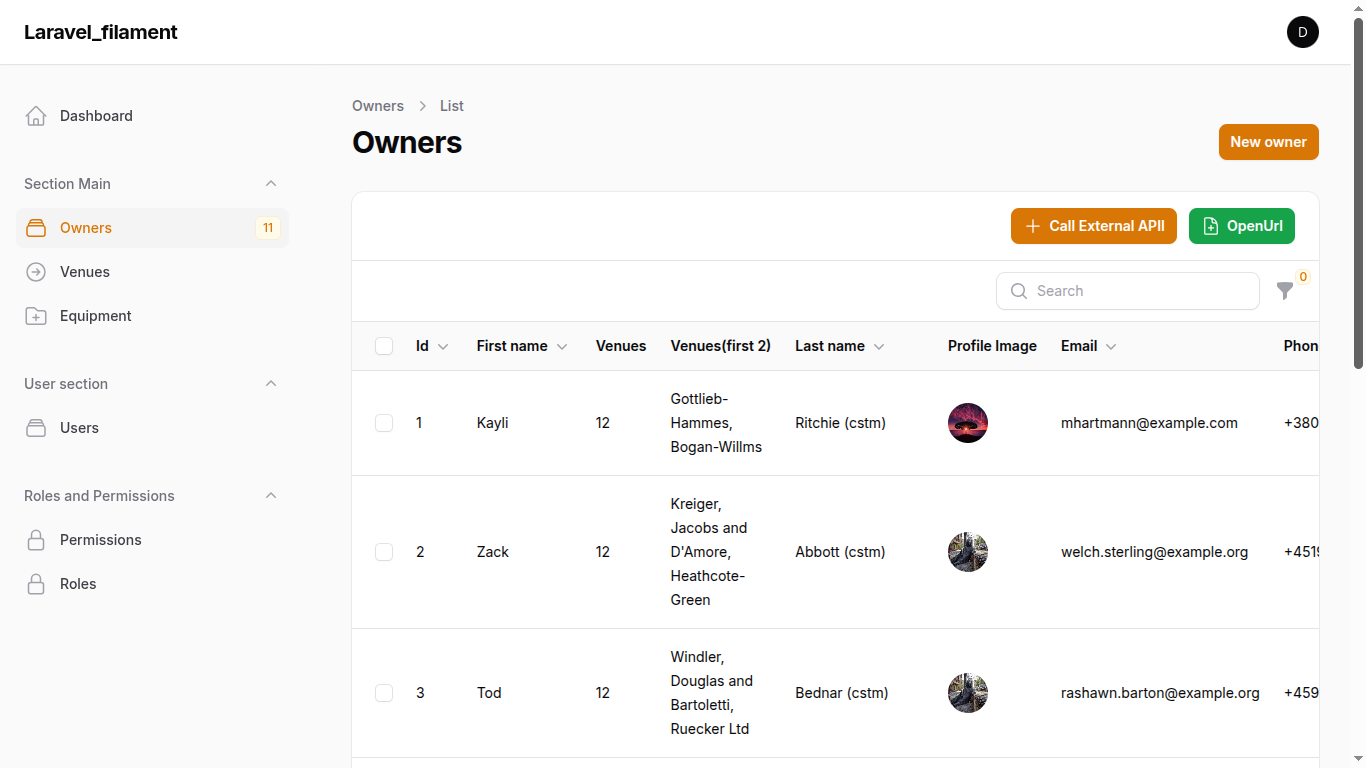 Laravel_filament
D
Dashboard
Section Main
Owners
11
Venues
Equipment
User section
Users
Roles and Permissions
Permissions
Roles
Owners > List
Owners
New owner
Call External APIl
OpenUrl
Search
0
Id First name Venues Venues(first 2) Last name Profile Image Email Phon
1 Kayli 12 Gottlieb-
Hammes,
Bogan-Willms
Ritchie (cstm) mhartmann@example.com +380
2 Zack 12 Kreiger,
Jacobs and
D'Amore,
Heathcote-
Green
Abbott (cstm) welch.sterling@example.org +451
3 Tod 12 Windler,
Douglas and
Bartoletti,
Ruecker Ltd
Bednar (cstm) rashawn.barton@example.org +459